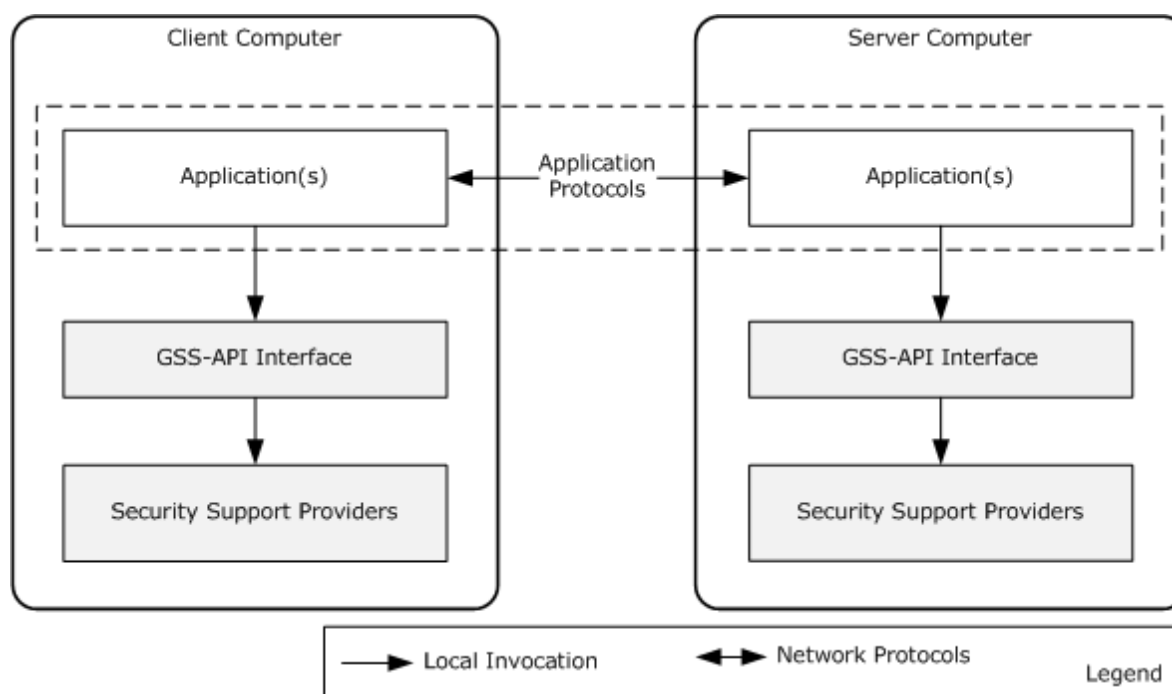 Client Computer
Server Computer
Application(s)
Application
Protocols
Application(s)
GSS-API Interface
GSS-API Interface
Security Support Providers
Security Support Providers
Local Invocation
Network Protocols
Legend